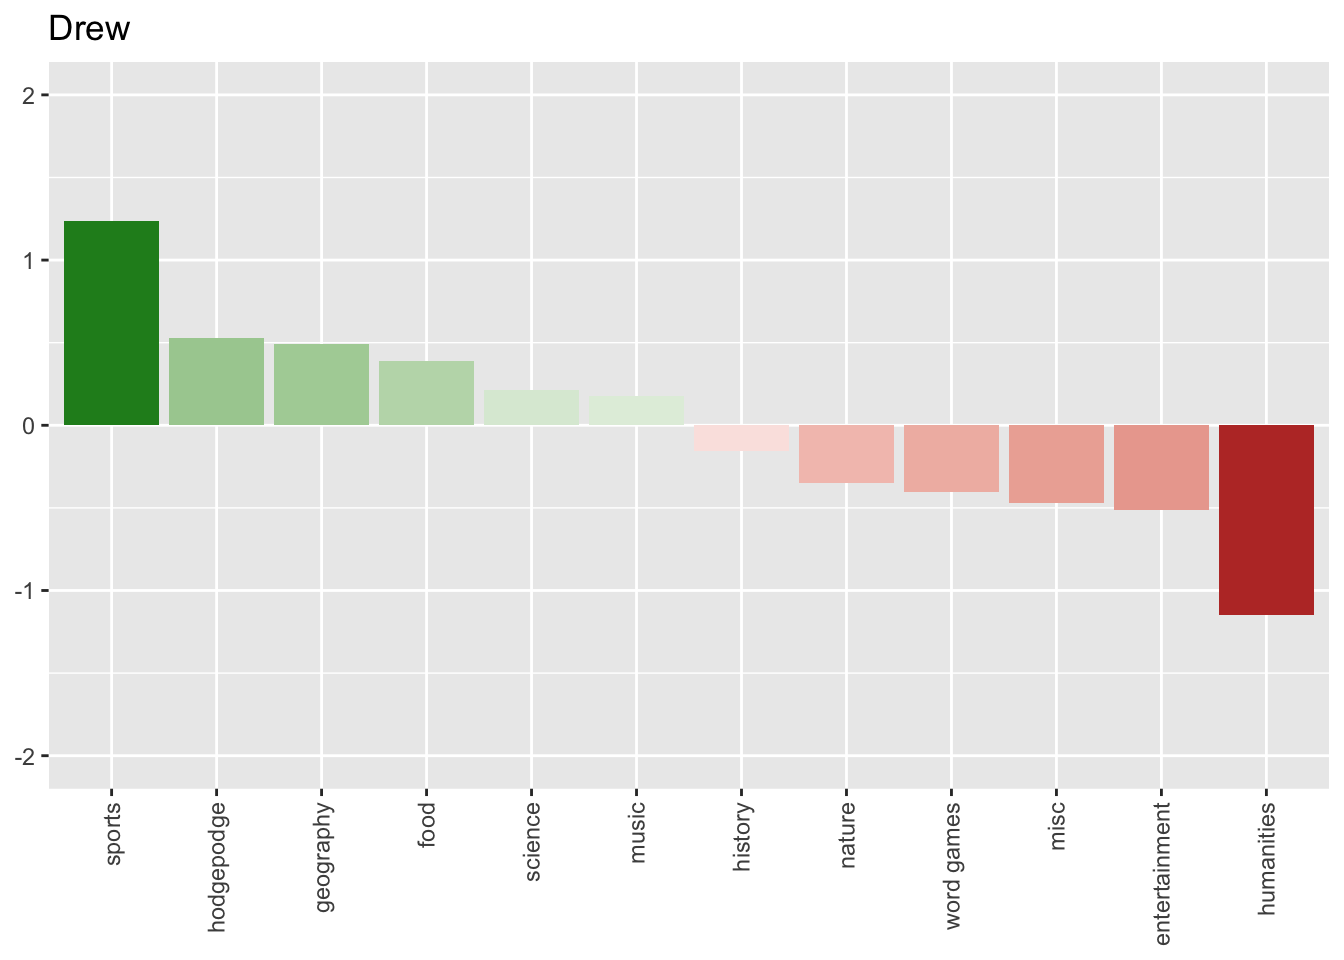 Drew
2
1
0
-1
-2
sports
hodgepodge
geography
food
science
music
history
nature
word games
misc
entertainment
humanities